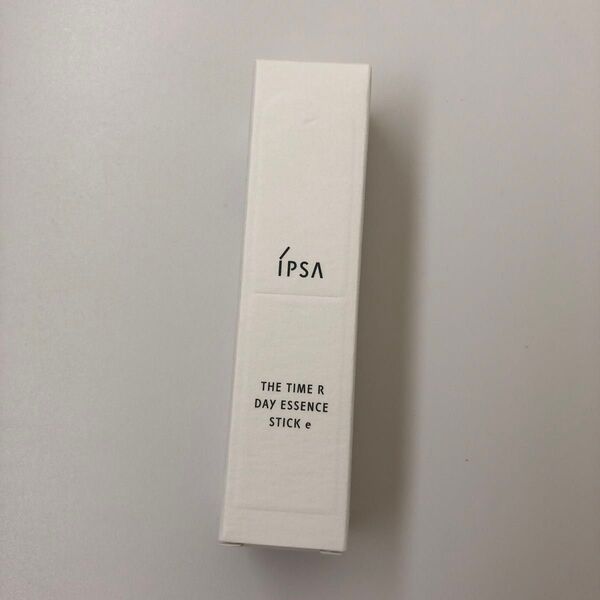 ÍPSA
THE TIME R
DAY ESSENCE
STICK e